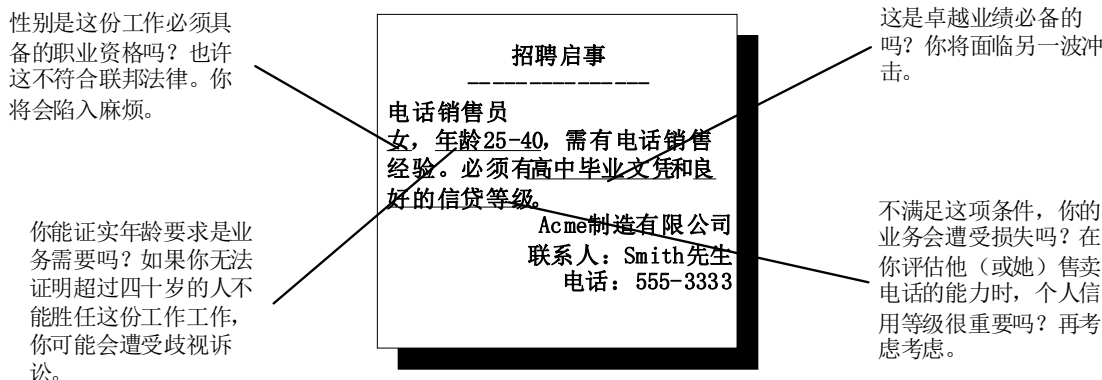 性别是这份工作必须具
备的职业资格吗？也许
这不符合联邦法律。你
将会陷入麻烦。
招聘启事
---------------
电话销售员
女，年龄25-40，需有电话销售
经验。必须有高中毕业文凭和良
好的信贷等级。
Acme制造有限公司
联系人：Smith先生
电话：555-3333
这是卓越业绩必备的
吗？你将面临另一波冲
击。
你能证实年龄要求是业
务需要吗？如果你无法
证明超过四十岁的人不
能胜任这份工作工作，
你可能会遭受歧视诉
讼。
不满足这项条件，你的
业务会遭受损失吗？在
你评估他（或她）售卖
电话的能力时，个人信
用等级很重要吗？再考
虑考虑。